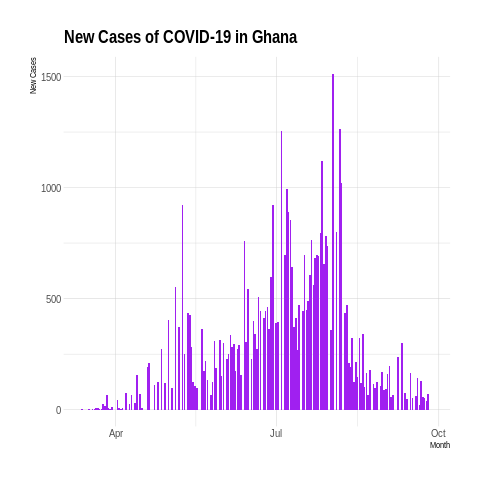 New Cases of COVID-19 in Ghana
New Cases
1500
1000
500
0
Apr
Jul
Oct
Month